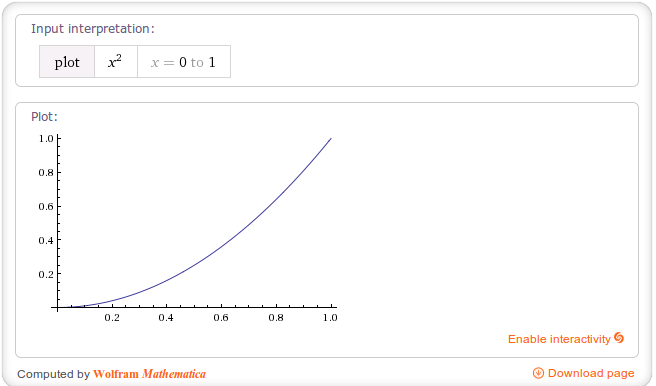 Input interpretation:
plot x² x = 0 to 1
Plot:
1.0
0.8
0.6
0.4
0.2
0.2 0.4 0.6 0.8 1.0
Enable interactivity
Computed by Wolfram Mathematica
Download page